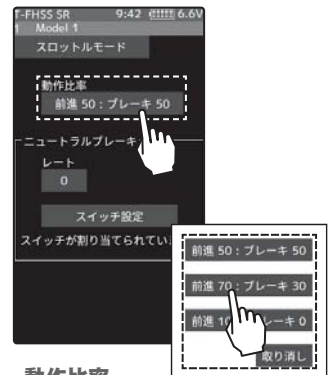 T-FHSS SR 9:42 6.6V
1 Model 1
スロットルモード
動作比率
前進 50 : ブレーキ 50
ニュートラルブレーキ
レート
0
スイッチ設定
スイッチが割り当てられてい
前進 50 : ブレーキ 50
前進 70 : ブレーキ 30
前進 10 レーキ 0
取り消し
動作比率